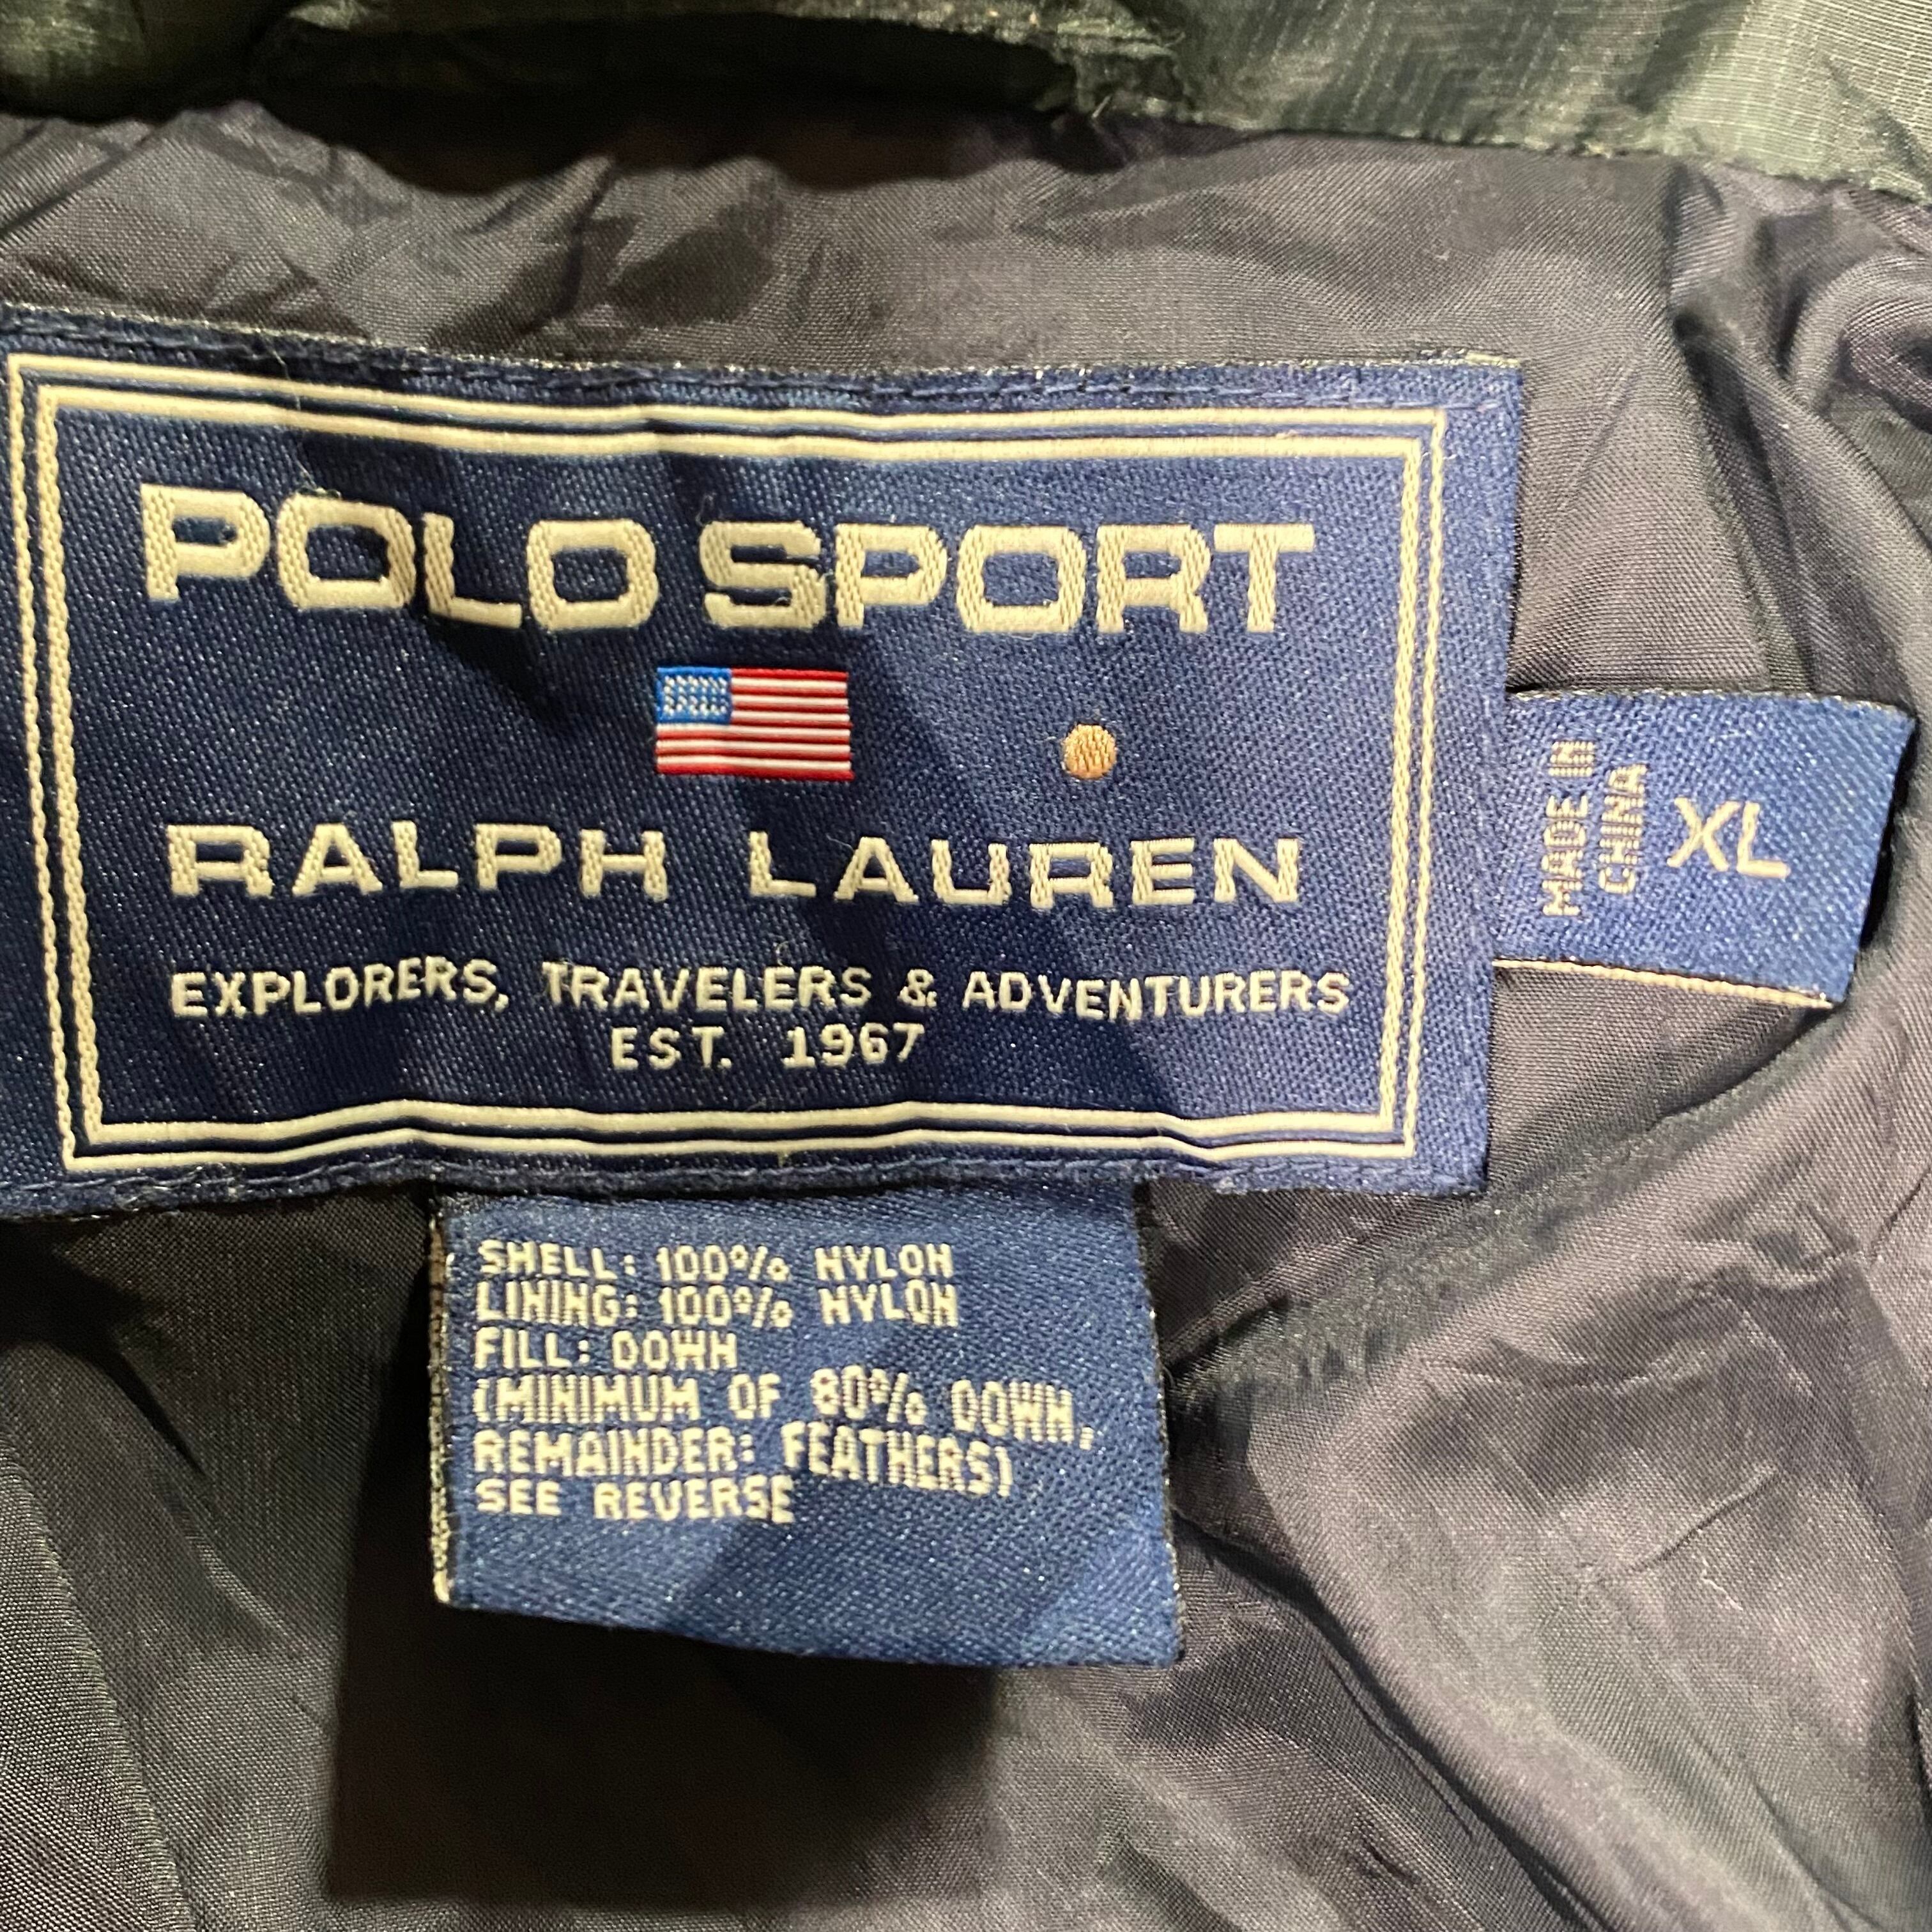 POLO SPORT
RALPH LAUREN
EXPLORERS, TRAVELERS & ADVENTURERS
EST. 1967
MADE IN
CHINA
XL
SHELL: 100% NYLON
LINING: 100% NYLON
FILL: DOWN
(MINIMUM OF 80% DOWN,
REMAINDER: FEATHERS)
SEE REVERSE